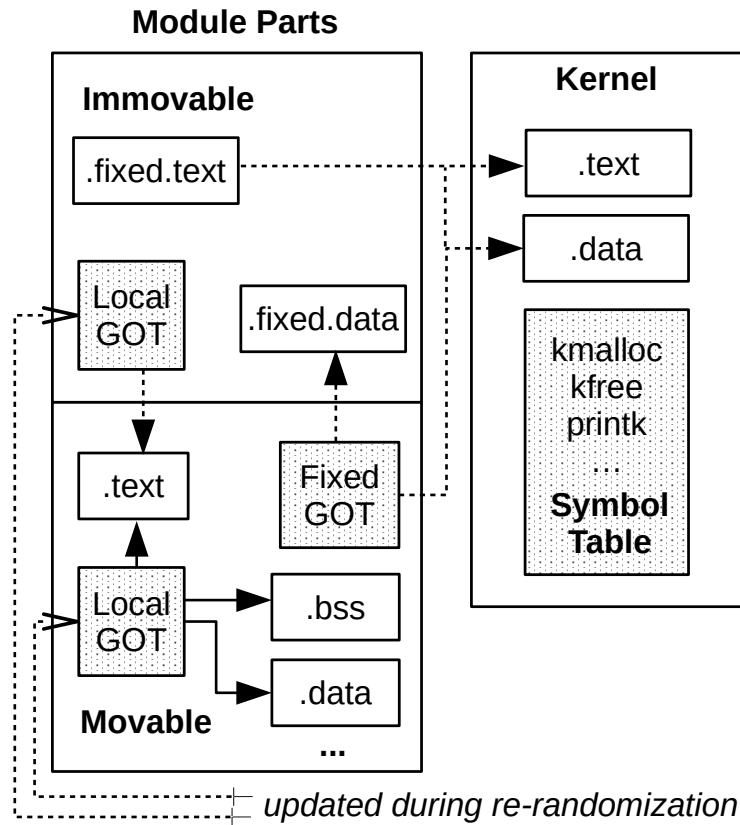 Module Parts
Immovable
.fixed.text
Local
GOT
.fixed.data
.text
Fixed
GOT
Local
GOT
.bss
.data
Movable
...
Kernel
.text
.data
kmalloc
kfree
printk
...
Symbol
Table
updated during re-randomization